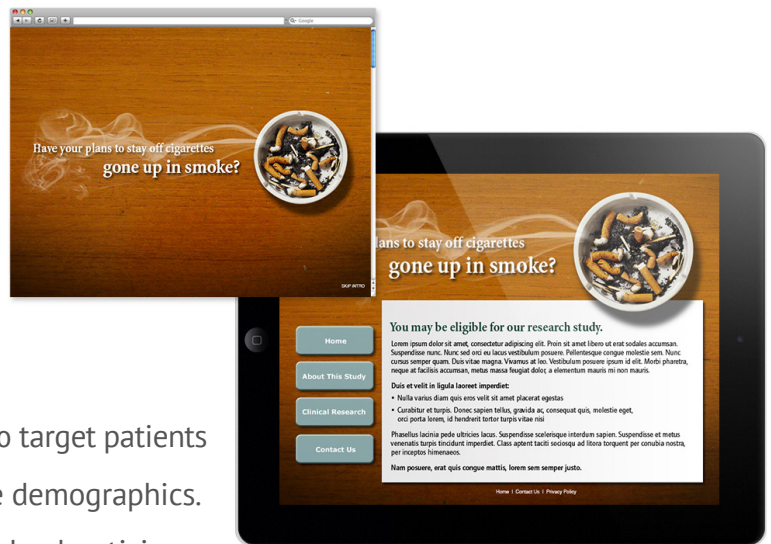 Google
Have your plans to stay off cigarettes
gone up in smoke?
SKIP INTRO
to stay off cigarettes
gone up in smoke?
You may be eligible for our research study.
Lorem ipsum dolor sit amet, consectetur adipiscing elit. Proin sit amet libero ut erat sodales accumsan.
Suspendisse nunc. Nunc sed orci eu lacus vestibulum posuere. Pellentesque congue molestie sem. Nunc
cursus semper quam. Duis vitae magna. Vivamus at leo. Vestibulum posuere ipsum id elit. Morbi pharetra,
neque at facilisis accumsan, metus massa feugiat dolor, a elementum mauris mi non mauris.
Duis et velit in ligula laoreet imperdiet:
• Nulla varius diam quis eros velit sit amet placerat egestas
• Curabitur et turpis. Donec sapien tellus, gravida ac, consequat quis, molestie eget,
orci porta lorem, id hendrerit tortor turpis vitae nisi
Phasellus lacinia pede ultricies lacus. Suspendisse scelerisque interdum sapien. Suspendisse et metus
venenatis turpis tincidunt imperdiet. Class aptent taciti sociosqu ad litora torquent per conubia nostra,
per inceptos himenaeos.
Nam posuere, erat quis congue mattis, lorem sem semper justo.
Home
About This Study
Clinical Research
Contact Us
Home | Contact Us | Privacy Policy
target patients
demographics.